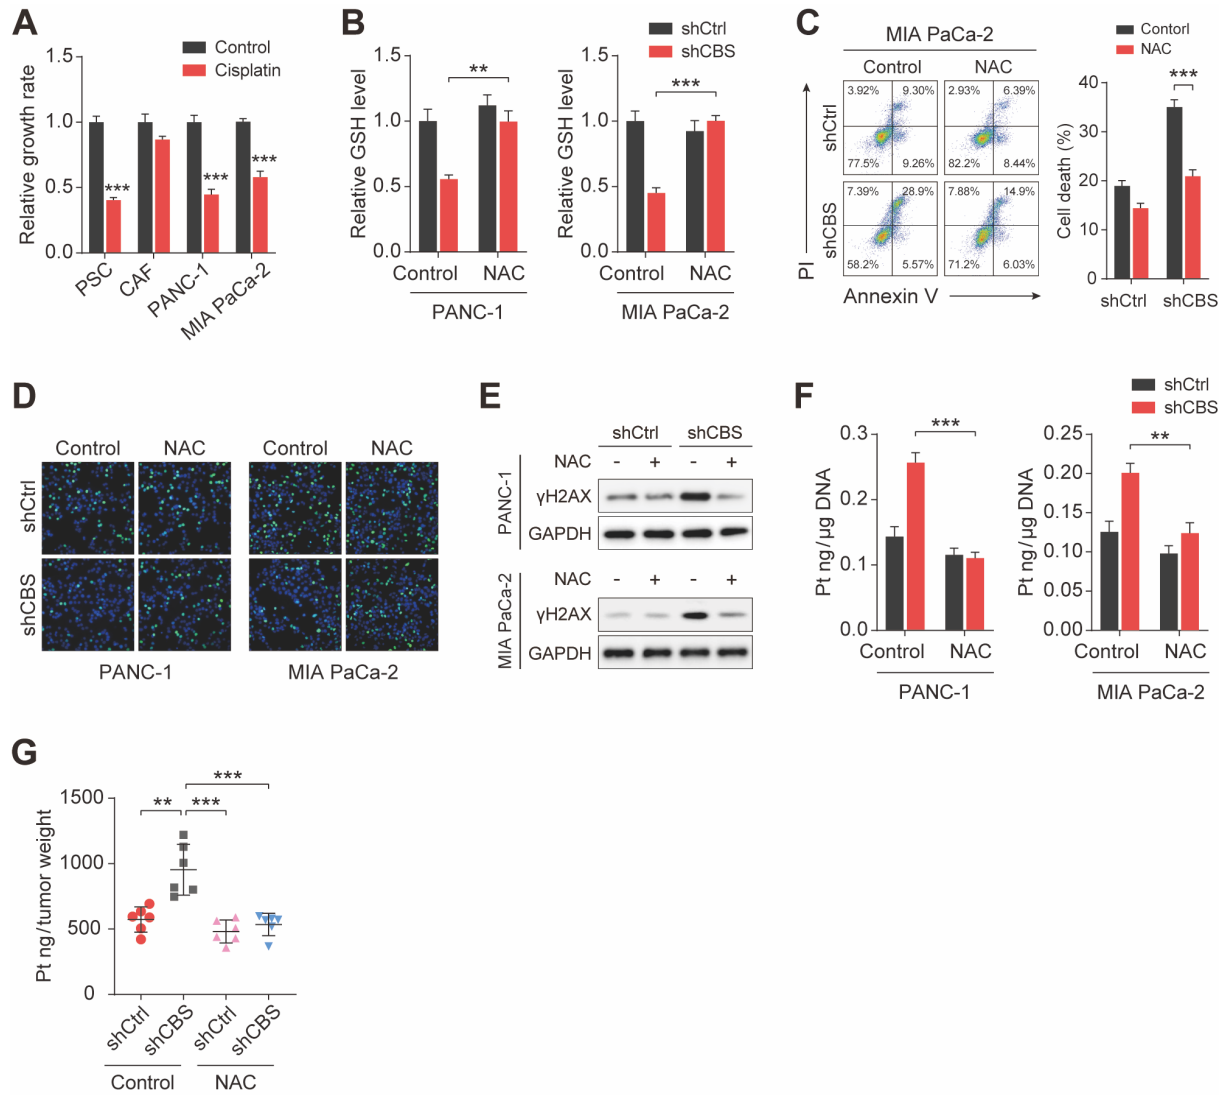 A
Control
Cisplatin
Relative growth rate
1.5
1.0
0.5
0.0
***
***
***
PSC
CAF
PANC-1
MIA PaCa-2
B
shCtrl
shCBS
Relative GSH level
1.5
1.0
0.5
0.0
**
Control
NAC
PANC-1
Relative GSH level
1.5
1.0
0.5
0.0
***
Control
NAC
MIA PaCa-2
C
MIA PaCa-2
Control
NAC
shCtrl
3.92%
9.30%
77.5%
9.26%
2.93%
6.39%
82.2%
8.44%
shCBS
7.39%
28.9%
58.2%
5.57%
7.88%
14.9%
71.2%
6.03%
PI
Annexin V
Contorl
NAC
Cell death (%)
40
30
20
10
0
***
shCtrl
shCBS
D
Control
NAC
Control
NAC
shCtrl
shCBS
PANC-1
MIA PaCa-2
E
shCtrl
shCBS
PANC-1
NAC
-
+
-
+
γH2AX
GAPDH
MIA PaCa-2
NAC
-
+
-
+
γH2AX
GAPDH
F
shCtrl
shCBS
Pt ng/μg DNA
0.3
0.2
0.1
0.0
***
Control
NAC
PANC-1
Pt ng/μg DNA
0.25
0.20
0.15
0.10
0.05
0.00
**
Control
NAC
MIA PaCa-2
G
Pt ng/tumor weight
1500
1000
500
0
***
**
***
shCtrl
shCBS
shCtrl
shCBS
Control
NAC